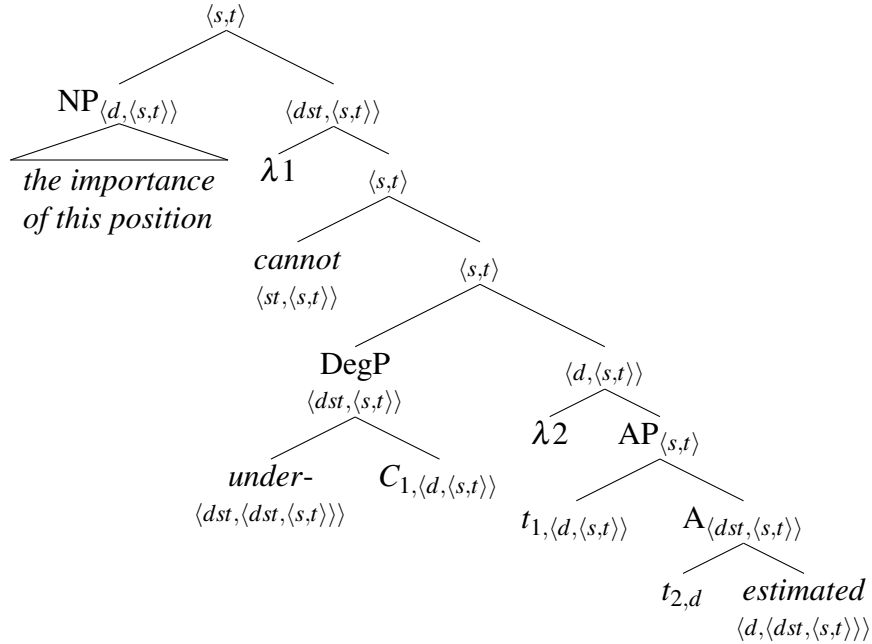 ⟨s,t⟩
NP⟨d,⟨s,t⟩⟩ ⟨dst,⟨s,t⟩⟩
the importance
of this position
λ1 ⟨s,t⟩
cannot
⟨st,⟨s,t⟩⟩
⟨s,t⟩
DegP
⟨dst,⟨s,t⟩⟩
⟨d,⟨s,t⟩⟩
under-
⟨dst,⟨dst,⟨s,t⟩⟩⟩
C1,⟨d,⟨s,t⟩⟩
λ2 AP⟨s,t⟩
t1,⟨d,⟨s,t⟩⟩ A⟨dst,⟨s,t⟩⟩
t2,d estimated
⟨d,⟨dst,⟨s,t⟩⟩⟩